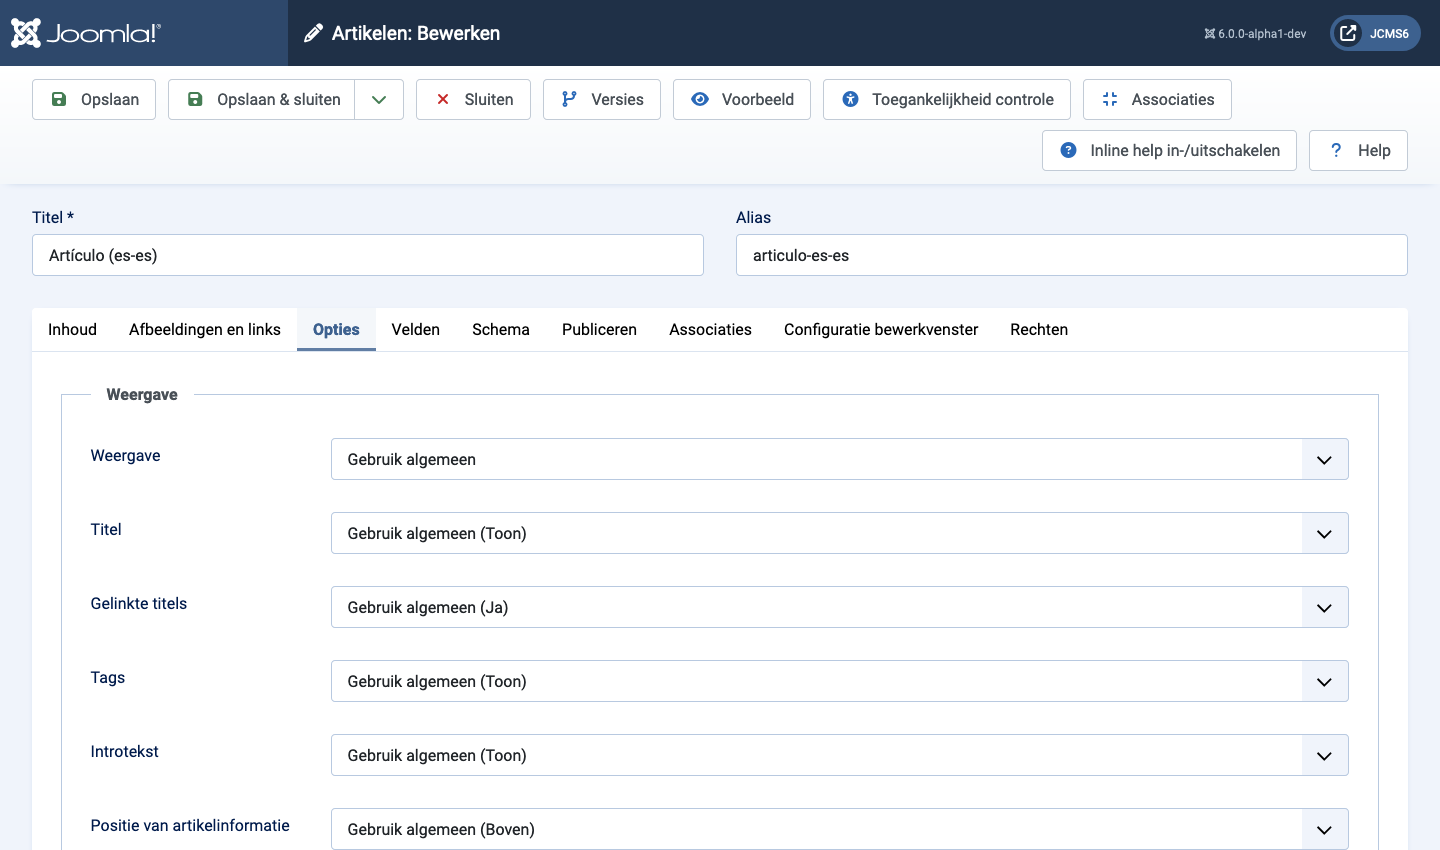 Joomla!®
Artikelen: Bewerken
6.0.0-alpha1-dev
JCMS6
Opslaan
Opslaan & sluiten
Sluiten
Versies
Voorbeeld
Toegankelijkheid controle
Associaties
Inline help in-/uitschakelen
Help
Titel *
Alias
Artículo (es-es)
articulo-es-es
Inhoud
Afbeeldingen en links
Opties
Velden
Schema
Publiceren
Associaties
Configuratie bewerkvenster
Rechten
Weergave
Weergave
Gebruik algemeen
Titel
Gebruik algemeen (Toon)
Gelinkte titels
Gebruik algemeen (Ja)
Tags
Gebruik algemeen (Toon)
Introtekst
Gebruik algemeen (Toon)
Positie van artikelinformatie
Gebruik algemeen (Boven)